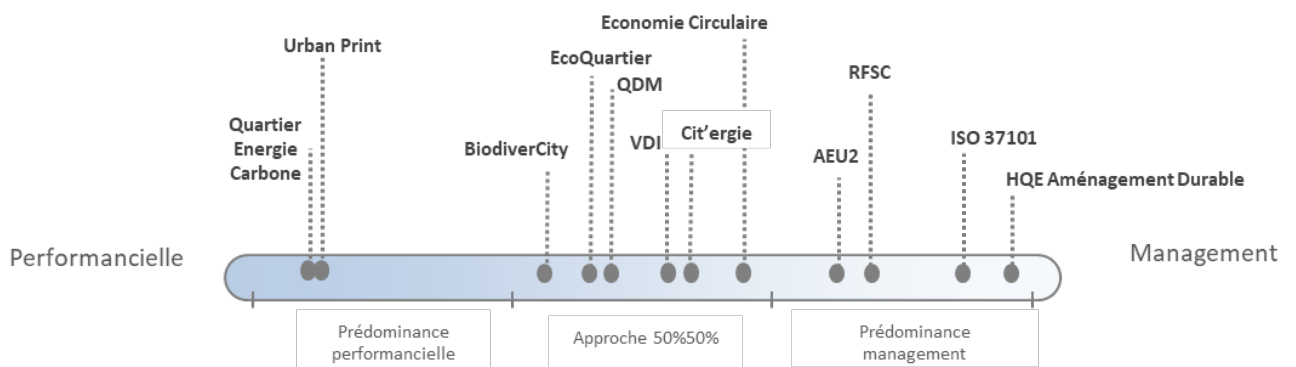 Economie Circulaire
Urban Print
EcoQuartier
RFSC
QDM
Quartier
Energie
Carbone
BiodiverCity
VDI
Cit'ergie
AEU2
ISO 37101
HQE Aménagement Durable
Performancielle
Management
Prédominance
performancielle
Approche 50%50%
Prédominance
management